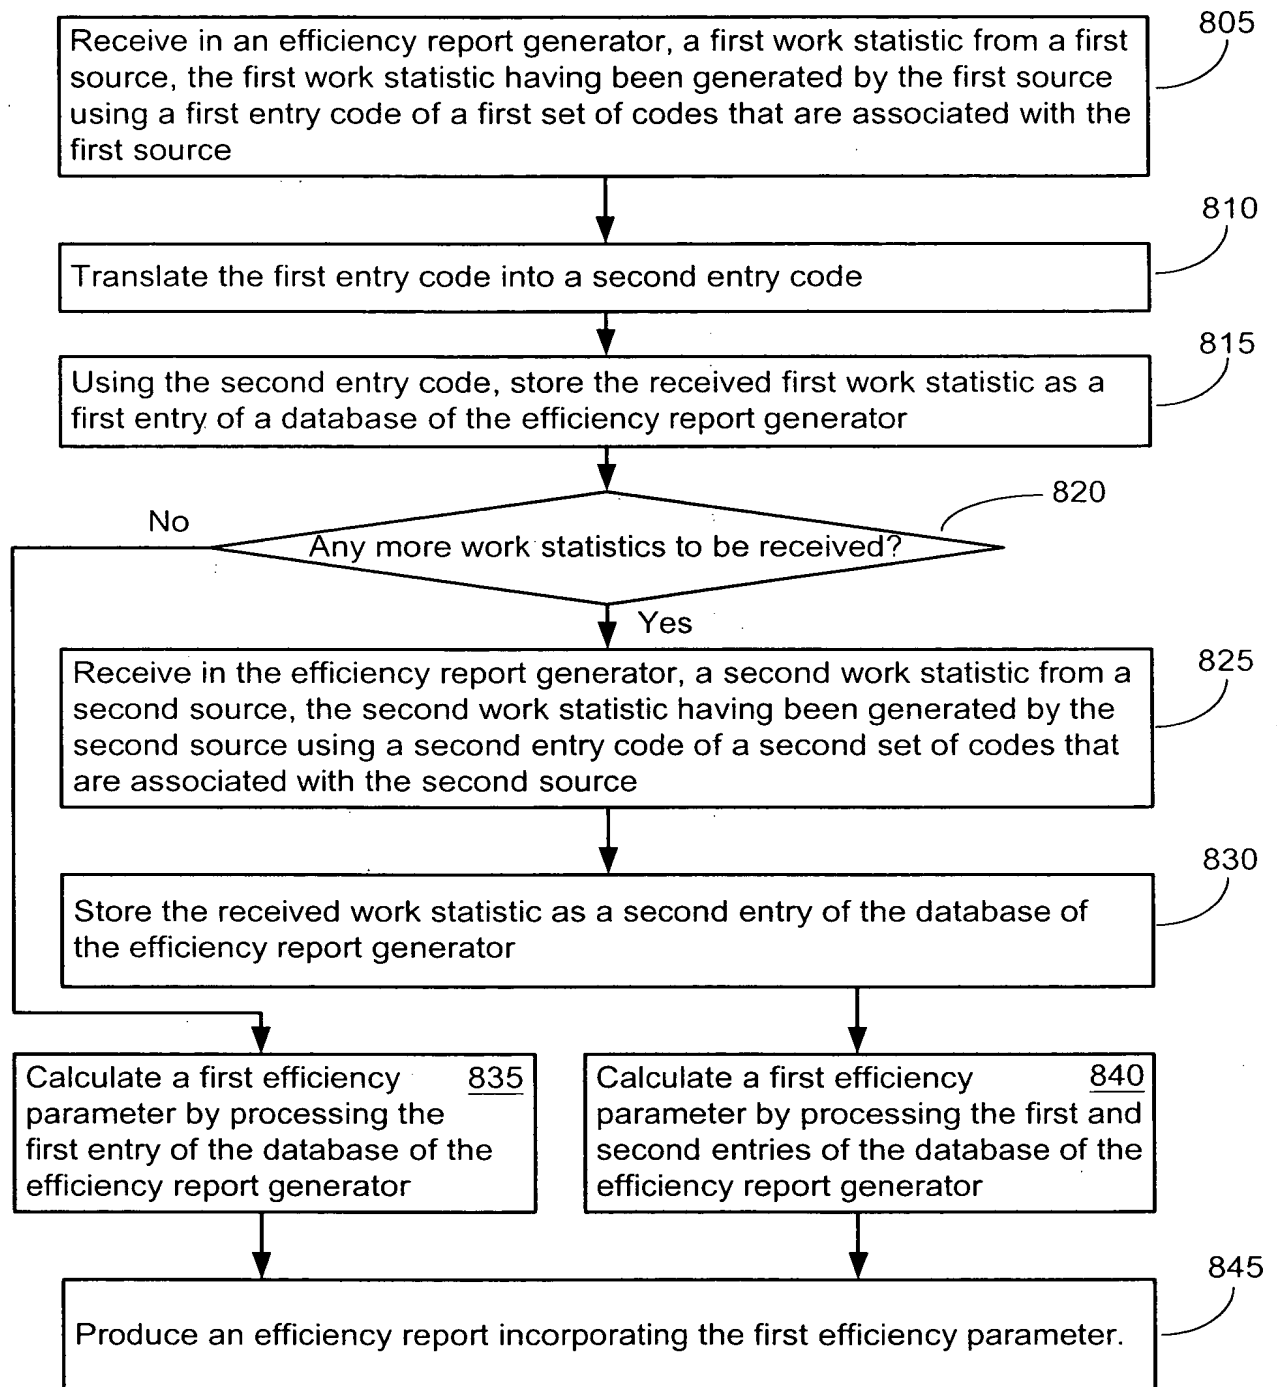 805
Receive in an efficiency report generator, a first work statistic from a first
source, the first work statistic having been generated by the first source
using a first entry code of a first set of codes that are associated with the
first source
810
Translate the first entry code into a second entry code
815
Using the second entry code, store the received first work statistic as a
first entry of a database of the efficiency report generator
820
No
Any more work statistics to be received?
Yes
825
Receive in the efficiency report generator, a second work statistic from a
second source, the second work statistic having been generated by the
second source using a second entry code of a second set of codes that
are associated with the second source
830
Store the received work statistic as a second entry of the database of
the efficiency report generator
Calculate a first efficiency 835
parameter by processing the
first entry of the database of the
efficiency report generator
Calculate a first efficiency 840
parameter by processing the first and
second entries of the database of the
efficiency report generator
845
Produce an efficiency report incorporating the first efficiency parameter.